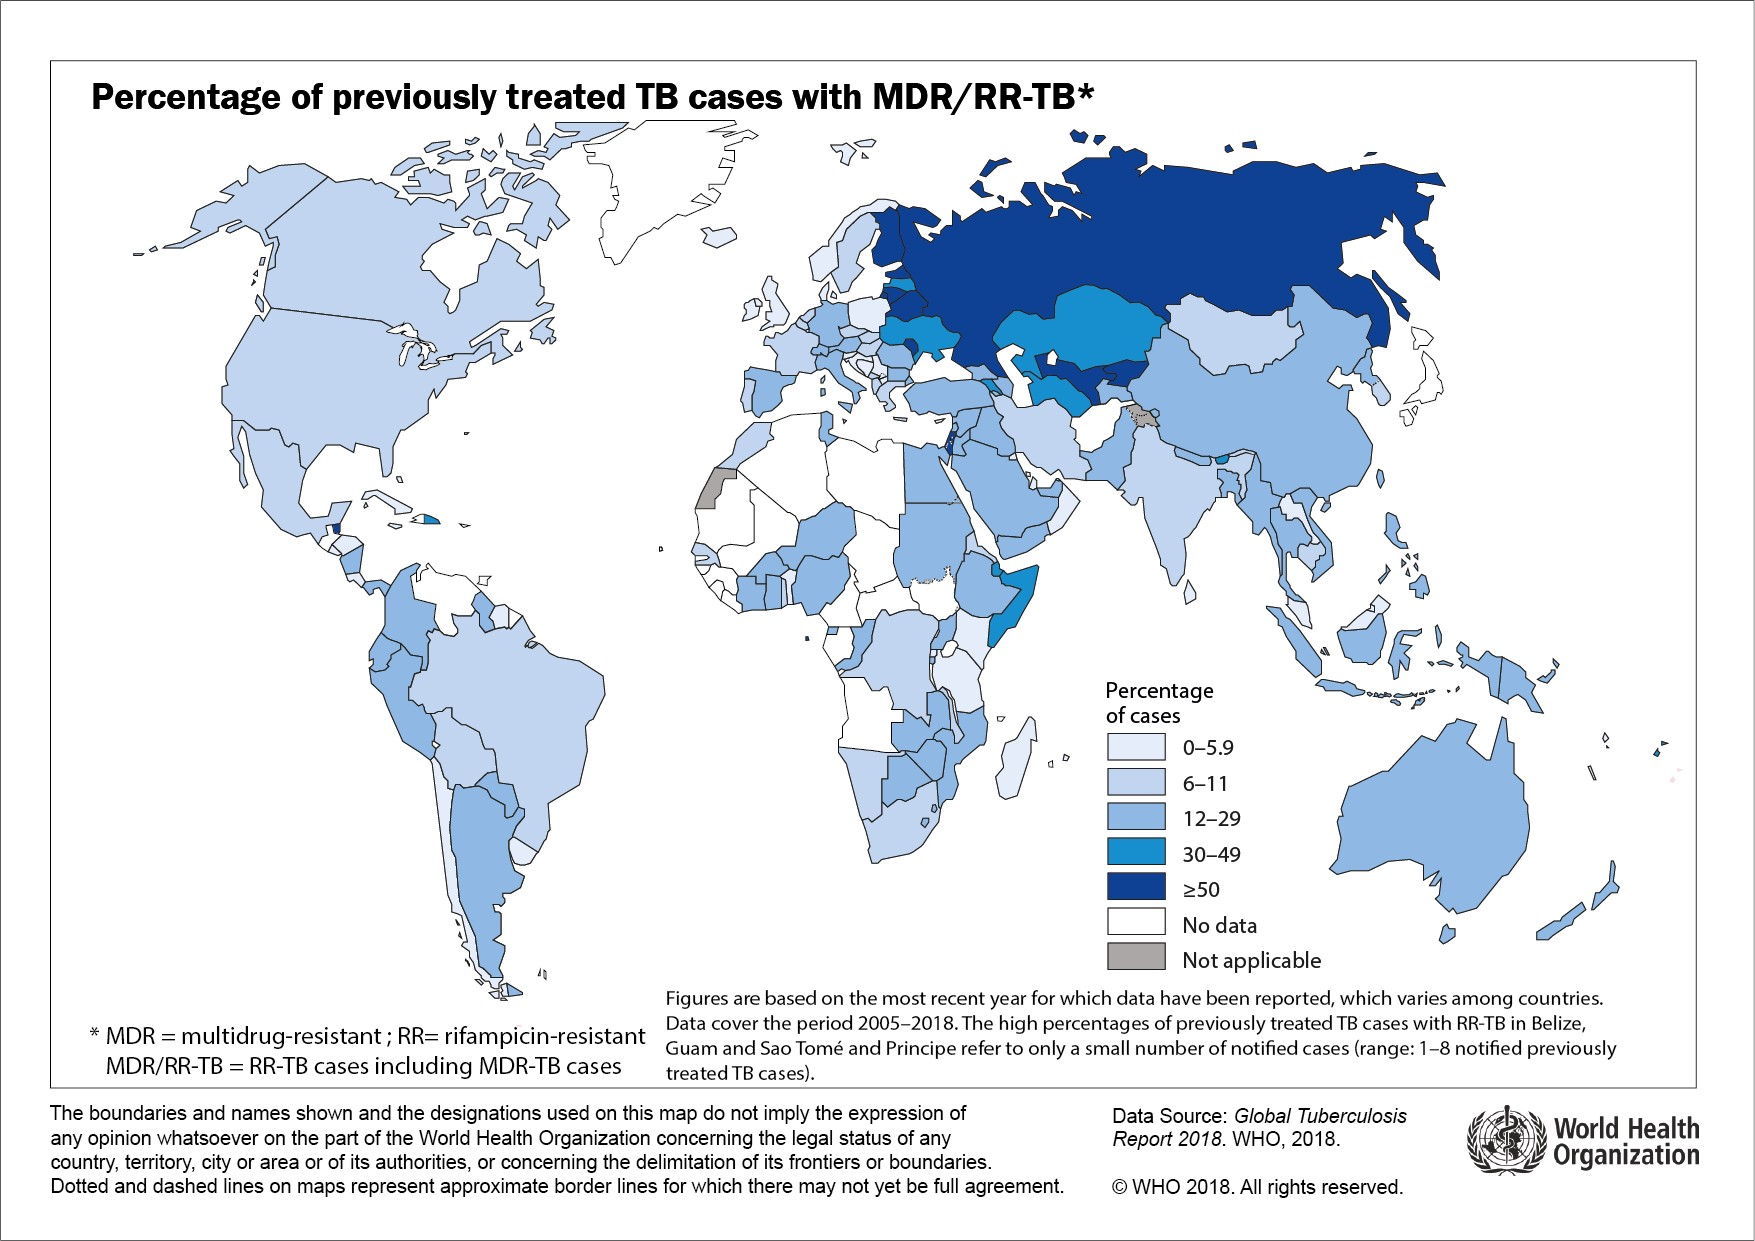 Percentage of previously treated TB cases with MDR/RR-TB*
Percentage
of cases
0–5.9
6–11
12–29
30–49
≥50
No data
Not applicable
Figures are based on the most recent year for which data have been reported, which varies among countries.
Data cover the period 2005–2018. The high percentages of previously treated TB cases with RR-TB in Belize,
Guam and Sao Tomé and Principe refer to only a small number of notified cases (range: 1–8 notified previously
treated TB cases).
* MDR = multidrug-resistant ; RR= rifampicin-resistant
MDR/RR-TB = RR-TB cases including MDR-TB cases
The boundaries and names shown and the designations used on this map do not imply the expression of
any opinion whatsoever on the part of the World Health Organization concerning the legal status of any
country, territory, city or area or of its authorities, or concerning the delimitation of its frontiers or boundaries.
Dotted and dashed lines on maps represent approximate border lines for which there may not yet be full agreement.
Data Source: Global Tuberculosis
Report 2018. WHO, 2018.
© WHO 2018. All rights reserved.
World Health
Organization